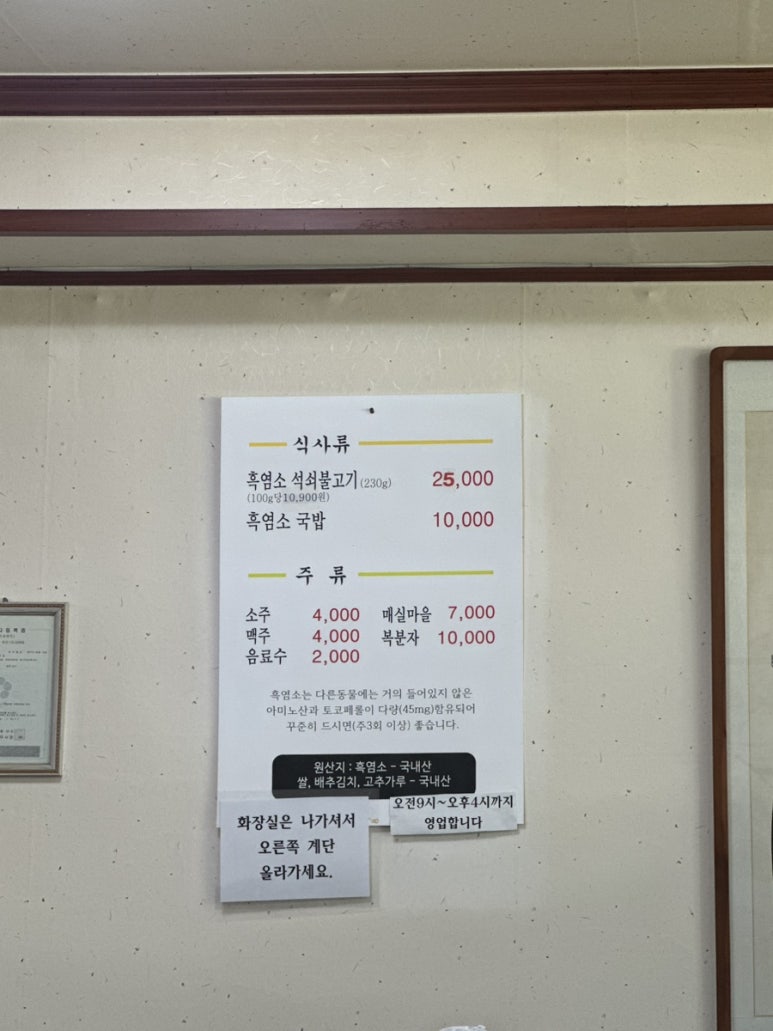 식사류
흑염소 석쇠불고기 (230g) 25,000
(100g당10,900원)
흑염소 국밥 10,000
주 류
소주 4,000 매실마을 7,000
맥주 4,000 복분자 10,000
음료수 2,000
흑염소는 다른동물에는 거의 들어있지 않은
아미노산과 토코페롤이 다량(45mg)함유되어
꾸준히 드시면(주3회 이상) 좋습니다.
원산지 : 흑염소 - 국내산
쌀, 배추김치, 고추가루 - 국내산
오전9시~오후4시까지
영업합니다
화장실은 나가셔서
오른쪽 계단
올라가세요.